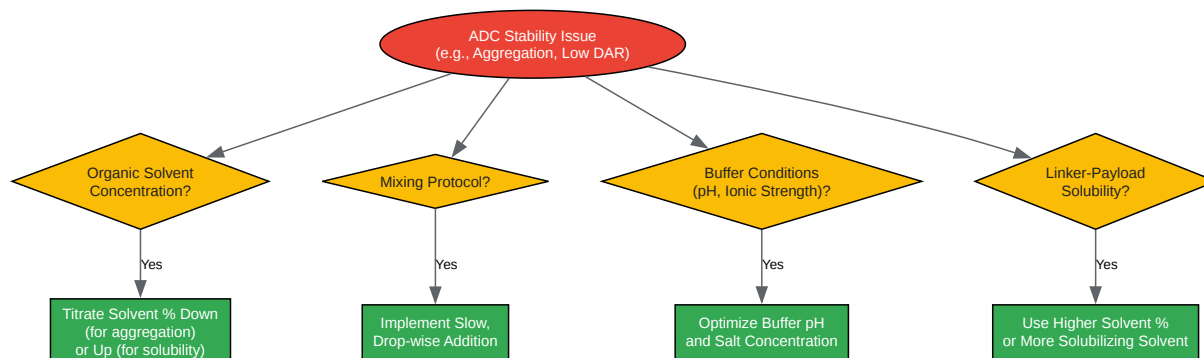 ADC Stability Issue
(e.g., Aggregation, Low DAR)
Organic Solvent
Concentration?
Mixing Protocol?
Buffer Conditions
(pH, Ionic Strength)?
Linker-Payload
Solubility?
Yes
Yes
Yes
Yes
Titrate Solvent % Down
(for aggregation)
or Up (for solubility)
Implement Slow,
Drop-wise Addition
Optimize Buffer pH
and Salt Concentration
Use Higher Solvent %
or More Solubilizing Solvent